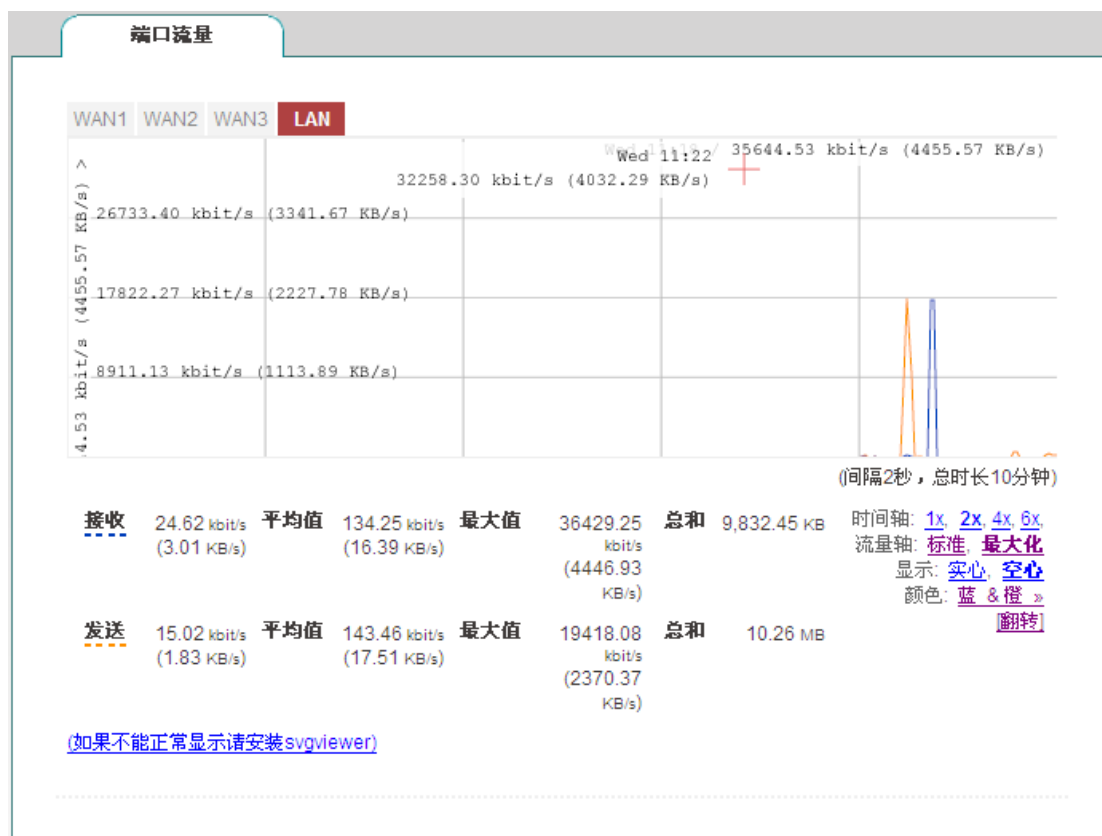 端口流量
WAN1 WAN2 WAN3 LAN
35644.53 kbit/s (4455.57 KB/s)
Wed 11:22
32258.30 kbit/s (4032.29 KB/s)
26733.40 kbit/s (3341.67 KB/s)
17822.27 kbit/s (2227.78 KB/s)
8911.13 kbit/s (1113.89 KB/s)
4.53 kbit/s (4455.57 KB/s) >
(间隔2秒，总时长10分钟)
接收 24.62 kbit/s 平均值 134.25 kbit/s 最大值 36429.25 总和 9,832.45 KB
(3.01 KB/s) (16.39 KB/s) kbit/s
(4446.93
KB/s)
发送 15.02 kbit/s 平均值 143.46 kbit/s 最大值 19418.08 总和 10.26 MB
(1.83 KB/s) (17.51 KB/s) kbit/s
(2370.37
KB/s)
时间轴: 1x, 2x, 4x, 6x,
流量轴: 标准, 最大化
显示: 实心, 空心
颜色: 蓝 & 橙 »
[翻转]
(如果不能正常显示请安装svgviewer)